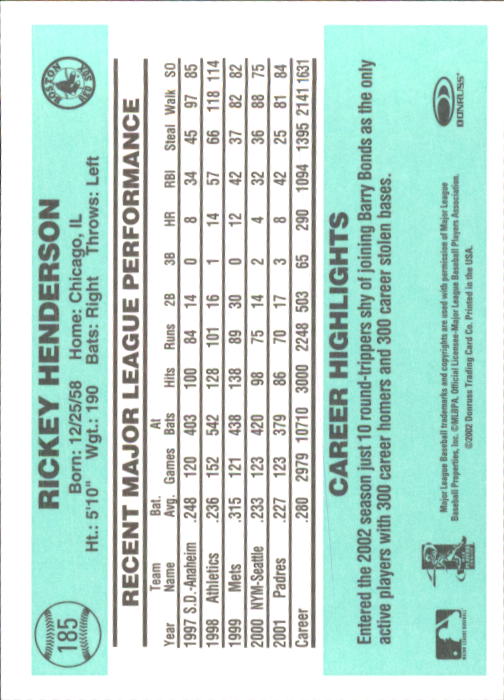 185
RICKEY HENDERSON
Born: 12/25/58 Home: Chicago, IL
Ht.: 5'10" Wgt.: 190 Bats: Right Throws: Left
BOSTON RED SOX
RECENT MAJOR LEAGUE PERFORMANCE
Team Bat. At
Year Name Avg. Games Bats Hits Runs 2B 3B HR RBI Steal Walk SO
1997 S.D.-Anaheim .248 120 403 100 84 14 0 8 34 45 97 85
1998 Athletics .236 152 542 128 101 16 1 14 57 66 118 114
1999 Mets .315 121 438 138 89 30 0 12 42 37 82 82
2000 NYM-Seattle .233 123 420 98 75 14 2 4 32 36 88 75
2001 Padres .227 123 379 86 70 17 3 8 42 25 81 84
Career .280 2979 10710 3000 2248 503 65 290 1094 1395 2141 1631
CAREER HIGHLIGHTS
Entered the 2002 season just 10 round-trippers shy of joining Barry Bonds as the only
active players with 300 career homers and 300 career stolen bases.
MAJOR LEAGUE BASEBALL
Major League Baseball trademarks and copyrights are used with permission of Major League
Baseball Properties, Inc. ©MLBPA. Official Licensee-Major League Baseball Players Association.
©2002 Donruss Trading Card Co. Printed in the USA.
DONRUSS